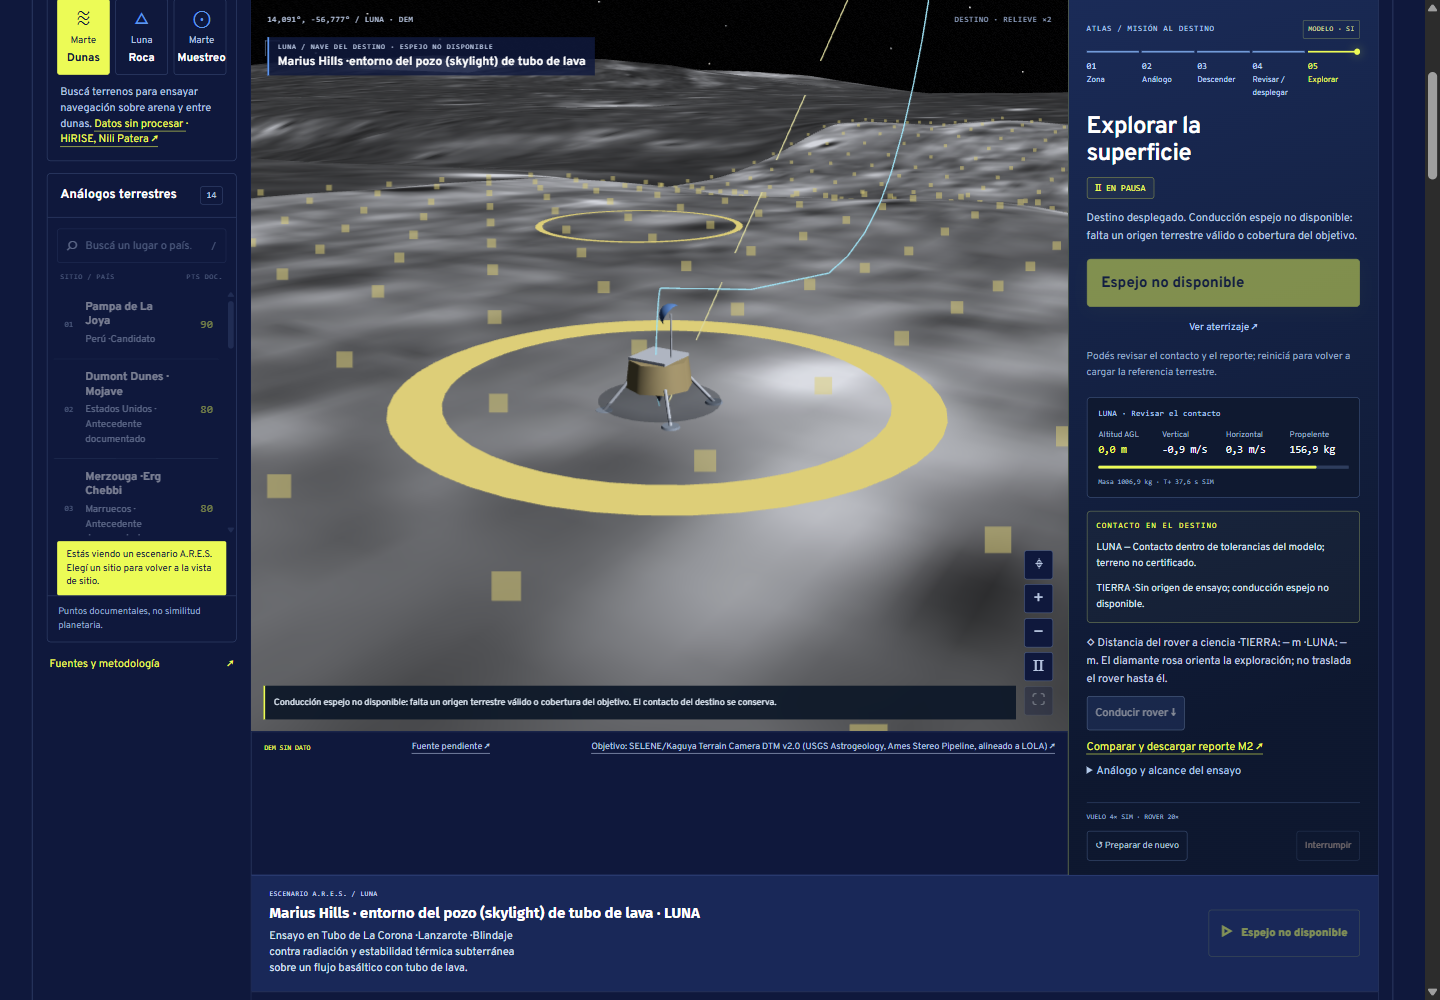 Marte
Dunas
Luna
Roca
Marte
Muestreo
Buscá terrenos para ensayar
navegación sobre arena y entre
dunas. Datos sin procesar ·
HiRISE, Nili Patera ↗
Análogos terrestres
14
Buscá un lugar o país. /
SITIO / PAÍS
PTS DOC.
01
Pampa de La
Joya
Perú · Candidato
90
02
Dumont Dunes ·
Mojave
Estados Unidos ·
Antecedente
documentado
80
03
Merzouga · Erg
Chebbi
Marruecos ·
Antecedente
80
Estás viendo un escenario A.R.E.S.
Elegí un sitio para volver a la vista
de sitio.
Puntos documentales, no similitud
planetaria.
Fuentes y metodología ↗
14,091°, -56,777° / LUNA · DEM
DESTINO · RELIEVE ×2
LUNA / NAVE DEL DESTINO · ESPEJO NO DISPONIBLE
Marius Hills · entorno del pozo (skylight) de tubo de lava
Conducción espejo no disponible: falta un origen terrestre válido o cobertura del objetivo. El contacto del destino se conserva.
DEM SIN DATO
Fuente pendiente ↗
Objetivo: SELENE/Kaguya Terrain Camera DTM v2.0 (USGS Astrogeology, Ames Stereo Pipeline, alineado a LOLA) ↗
ATLAS / MISIÓN AL DESTINO
MODELO · SI
01
Zona
02
Análogo
03
Descender
04
Revisar /
desplegar
05
Explorar
Explorar la
superficie
EN PAUSA
Destino desplegado. Conducción espejo no disponible:
falta un origen terrestre válido o cobertura del objetivo.
Espejo no disponible
Ver aterrizaje ↗
Podés revisar el contacto y el reporte; reiniciá para volver a
cargar la referencia terrestre.
LUNA · Revisar el contacto
Altitud AGL
0,0 m
Vertical
-0,9 m/s
Horizontal
0,3 m/s
Propelente
156,9 kg
Masa 1006,9 kg · T+ 37,6 s SIM
CONTACTO EN EL DESTINO
LUNA — Contacto dentro de tolerancias del modelo;
terreno no certificado.
TIERRA · Sin origen de ensayo; conducción espejo no
disponible.
◇ Distancia del rover a ciencia · TIERRA: — m · LUNA: —
m. El diamante rosa orienta la exploración; no traslada
el rover hasta él.
Conducir rover ↓
Comparar y descargar reporte M2 ↗
▶ Análogo y alcance del ensayo
VUELO 4× SIM · ROVER 20×
↺ Preparar de nuevo
Interrumpir
ESCENARIO A.R.E.S. / LUNA
Marius Hills · entorno del pozo (skylight) de tubo de lava · LUNA
Ensayo en Tubo de La Corona · Lanzarote · Blindaje
contra radiación y estabilidad térmica subterránea
sobre un flujo basáltico con tubo de lava.
Espejo no disponible